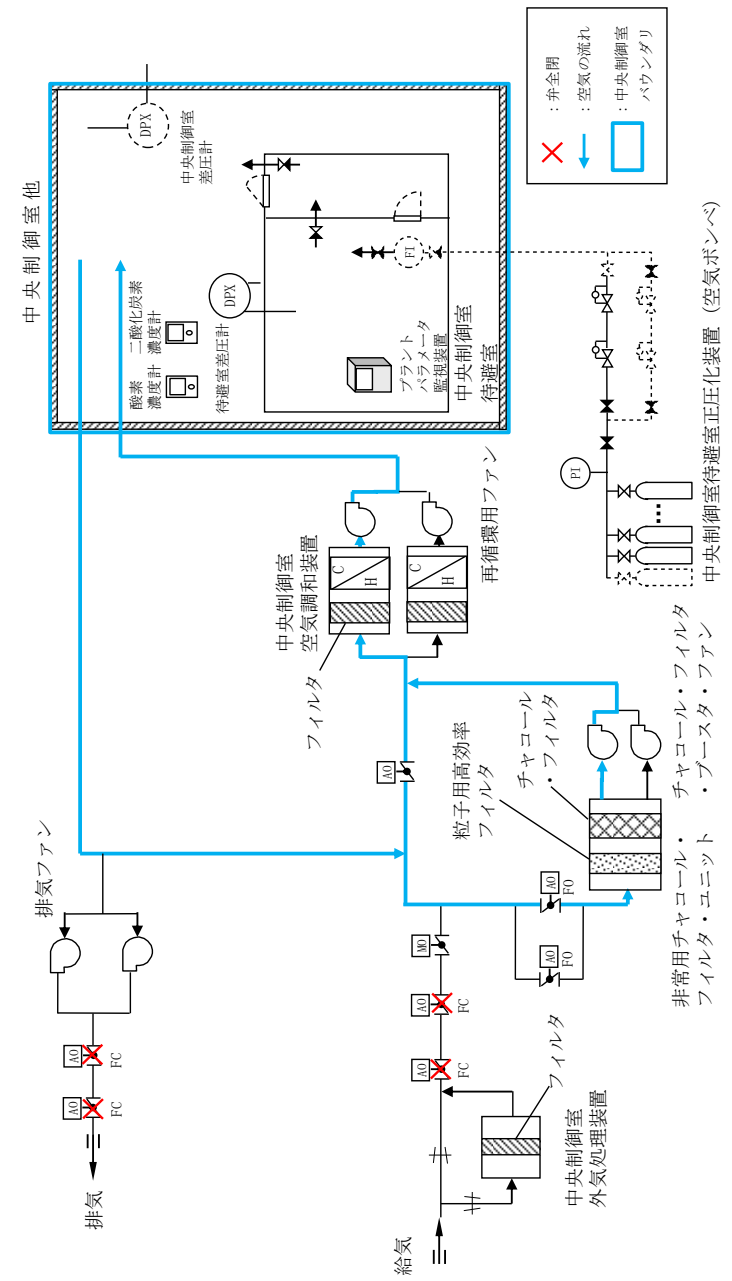 中央制御室他
DPX
中央制御室
差圧計
DPX
待避室差圧計
二酸化炭素
濃度計
酸素
濃度計
FI
プラント
パラメータ
監視装置
中央制御室
待避室
：弁全閉
：空気の流れ
：中央制御室
バウンダリ
PI
中央制御室待避室正圧化装置（空気ボンベ）
中央制御室
空気調和装置
フィルタ
C
H
C
H
再循環用ファン
AO
粒子用高効率
フィルタ
チャコール
・フィルタ
チャコール・フィルタ
・ブースタ・ファン
非常用チャコール・
フィルタ・ユニット
AO
FO
AO
FO
排気ファン
AO
FC
AO
FC
排気
MO
AO
FC
AO
FC
フィルタ
中央制御室
外気処理装置
給気